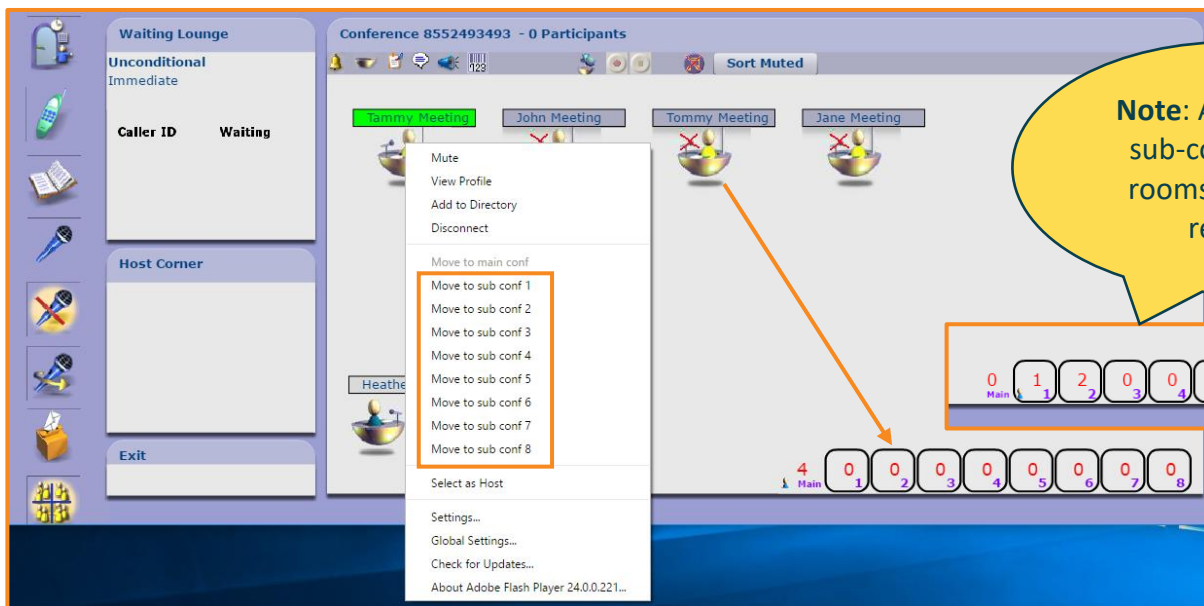 Waiting Lounge
Unconditional
Immediate
Caller ID Waiting
Host Corner
Exit
Conference 8552493493 - 0 Participants
123
Sort Muted
Tammy Meeting
John Meeting
Tommy Meeting
Jane Meeting
Heathe
Mute
View Profile
Add to Directory
Disconnect
Move to main conf
Move to sub conf 1
Move to sub conf 2
Move to sub conf 3
Move to sub conf 4
Move to sub conf 5
Move to sub conf 6
Move to sub conf 7
Move to sub conf 8
Select as Host
Settings...
Global Settings...
Check for Updates...
About Adobe Flash Player 24.0.0.221...
Note: A
sub-co
rooms
re
0 1 2 0 0
Main 1 2 3 4
4 0 0 0 0 0 0 0 0
Main 1 2 3 4 5 6 7 8